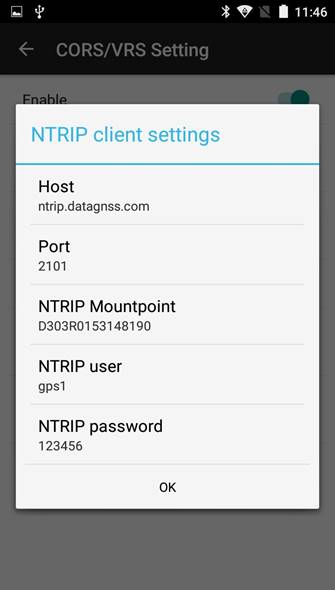 11:46
CORS/VRS Setting
Enable
NTRIP client settings
Host
ntrip.datagnss.com
Port
2101
NTRIP Mountpoint
D303R0153148190
NTRIP user
gps1
NTRIP password
123456
OK